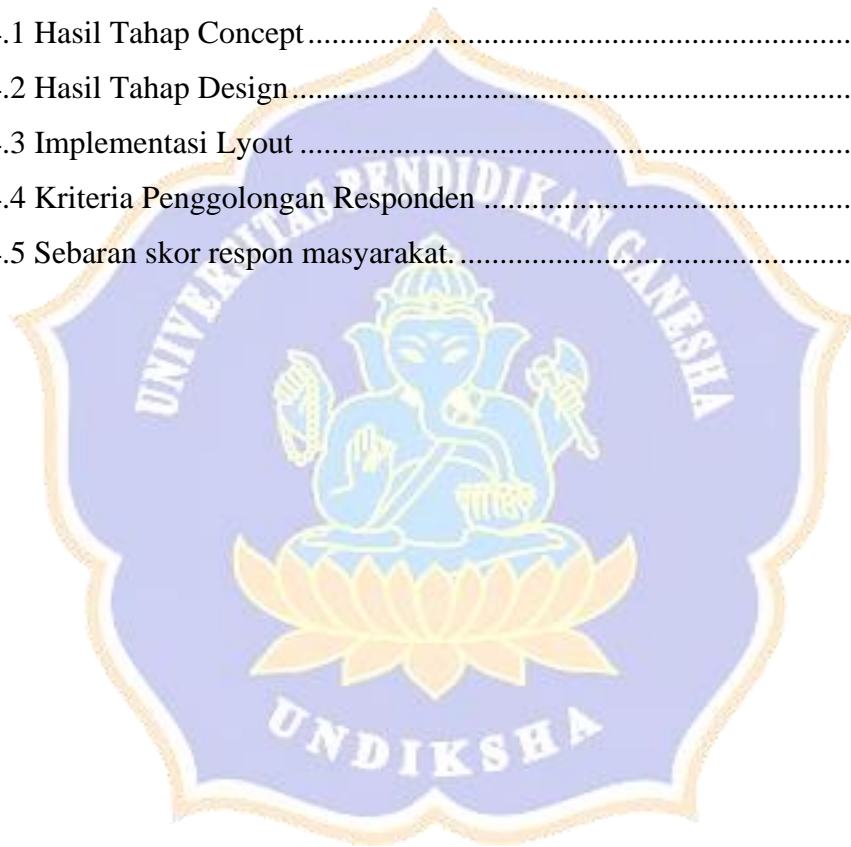 .1 Hasil Tahap Concept
.2 Hasil Tahap Design
.3 Implementasi Lyout
.4 Kriteria Penggolongan Responden
.5 Sebaran skor respon masyarakat.
UNIVERSITAS PENDIDIKAN GANESHA
UNDIKSHA